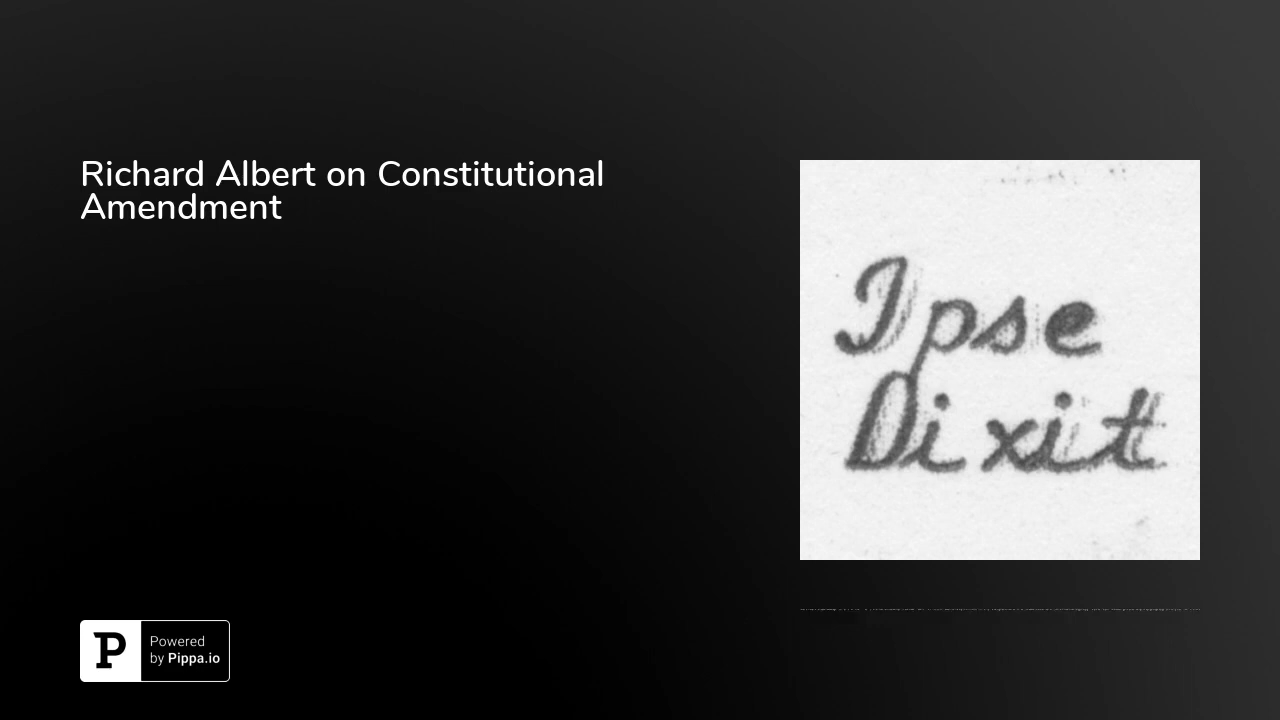 Richard Albert on Constitutional
Amendment
Ipse
Dixit
P
Powered
by Pippa.io